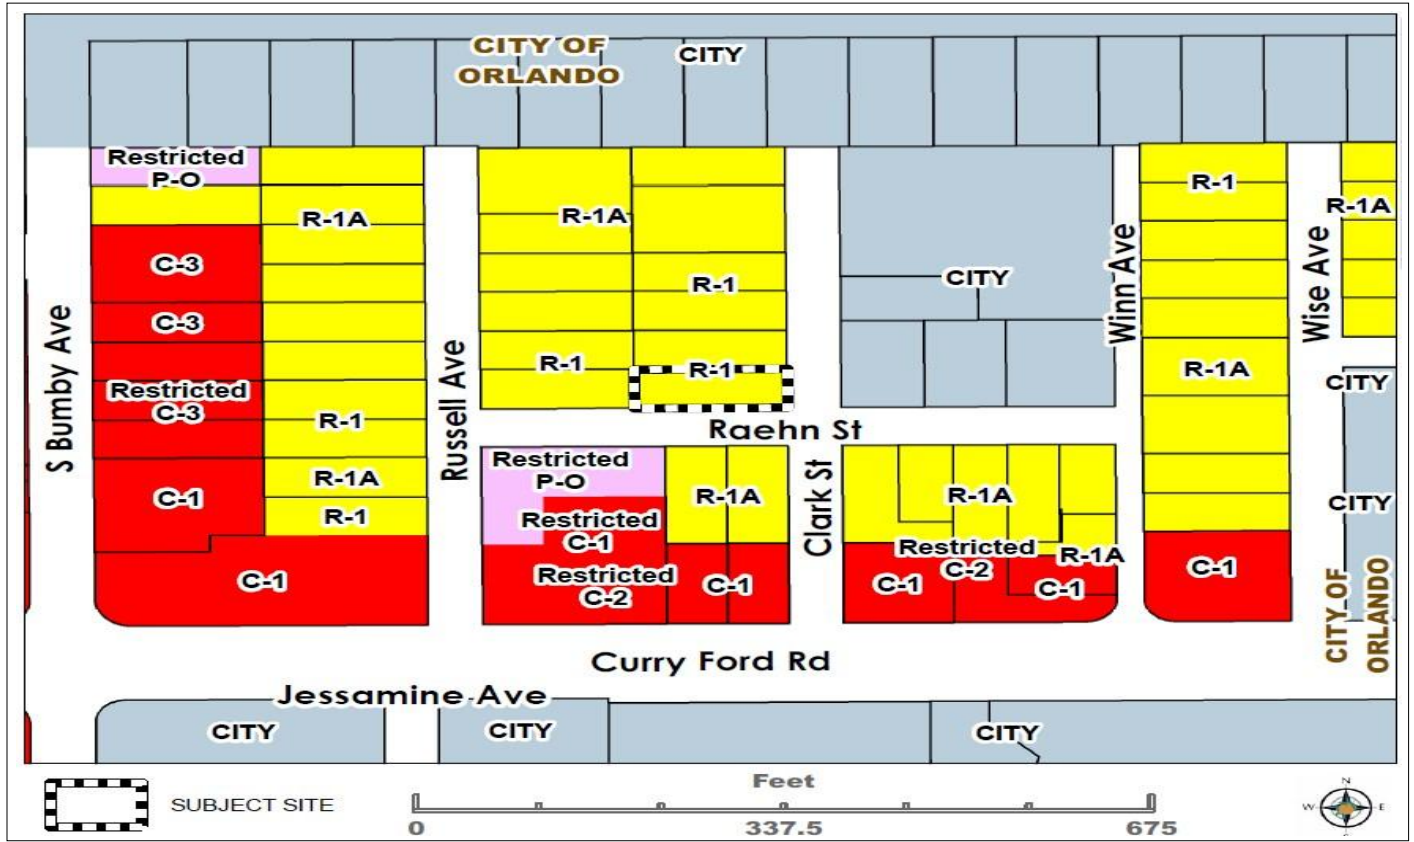 CITY OF
ORLANDO
CITY
Restricted
P-O
R-1A
R-1A
R-1
R-1A
C-3
R-1
CITY
C-3
S Bumby Ave
Russell Ave
Winn Ave
Wise Ave
R-1
R-1
R-1A
CITY
Restricted
C-3
R-1
Raehn St
Restricted
P-O
R-1A
C-1
R-1A
R-1A
Clark St
CITY
R-1
Restricted
C-1
Restricted
C-2
R-1A
C-1
Restricted
C-2
C-1
C-1
C-1
C-1
CITY OF
ORLANDO
Curry Ford Rd
Jessamine Ave
CITY
CITY
CITY
SUBJECT SITE
Feet
0 337.5 675
N
W
E